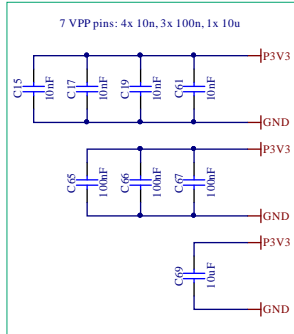 7 VPP pins: 4x 10n, 3x 100n, 1x 10u
P3V3
C15 10nF C17 10nF C19 10nF C61 10nF
GND
P3V3
C65 100nF C66 100nF C67 100nF
GND
P3V3
C69 10uF
GND